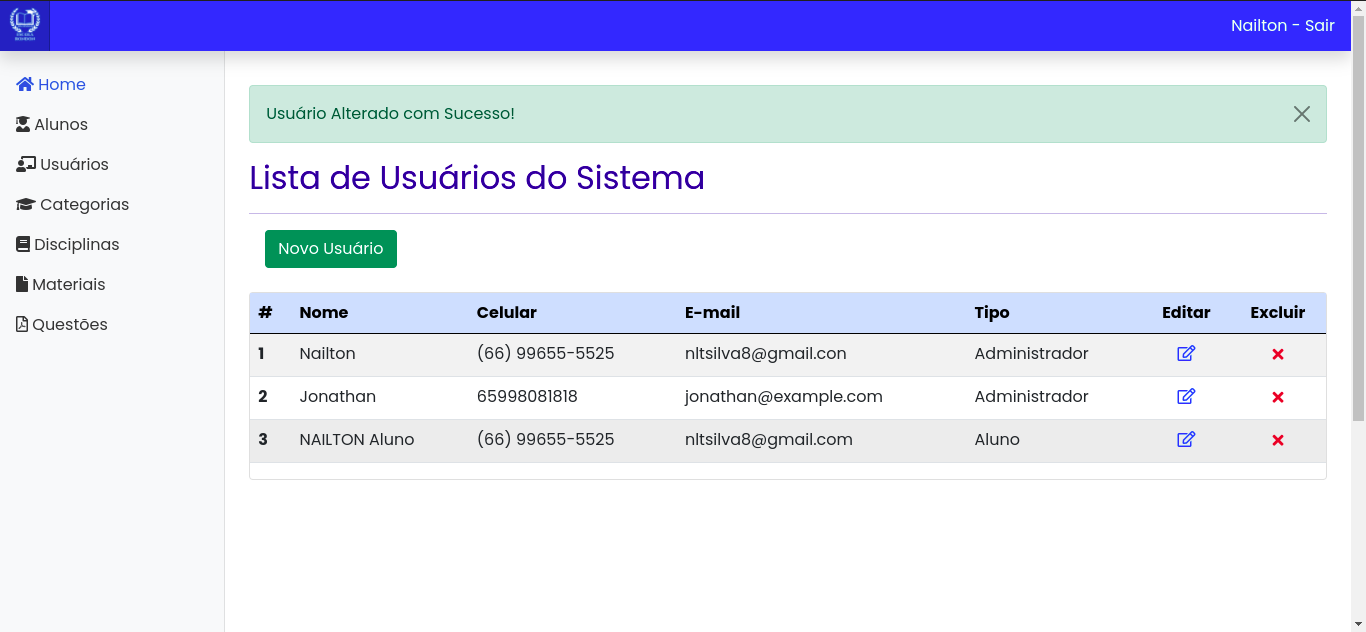 Nailton - Sair
Home
Alunos
Usuários
Categorias
Disciplinas
Materiais
Questões
Usuário Alterado com Sucesso!
Lista de Usuários do Sistema
Novo Usuário
# Nome Celular E-mail Tipo Editar Excluir
1 Nailton (66) 99655-5525 nltsilva8@gmail.con Administrador
2 Jonathan 65998081818 jonathan@example.com Administrador
3 NAILTON Aluno (66) 99655-5525 nltsilva8@gmail.com Aluno